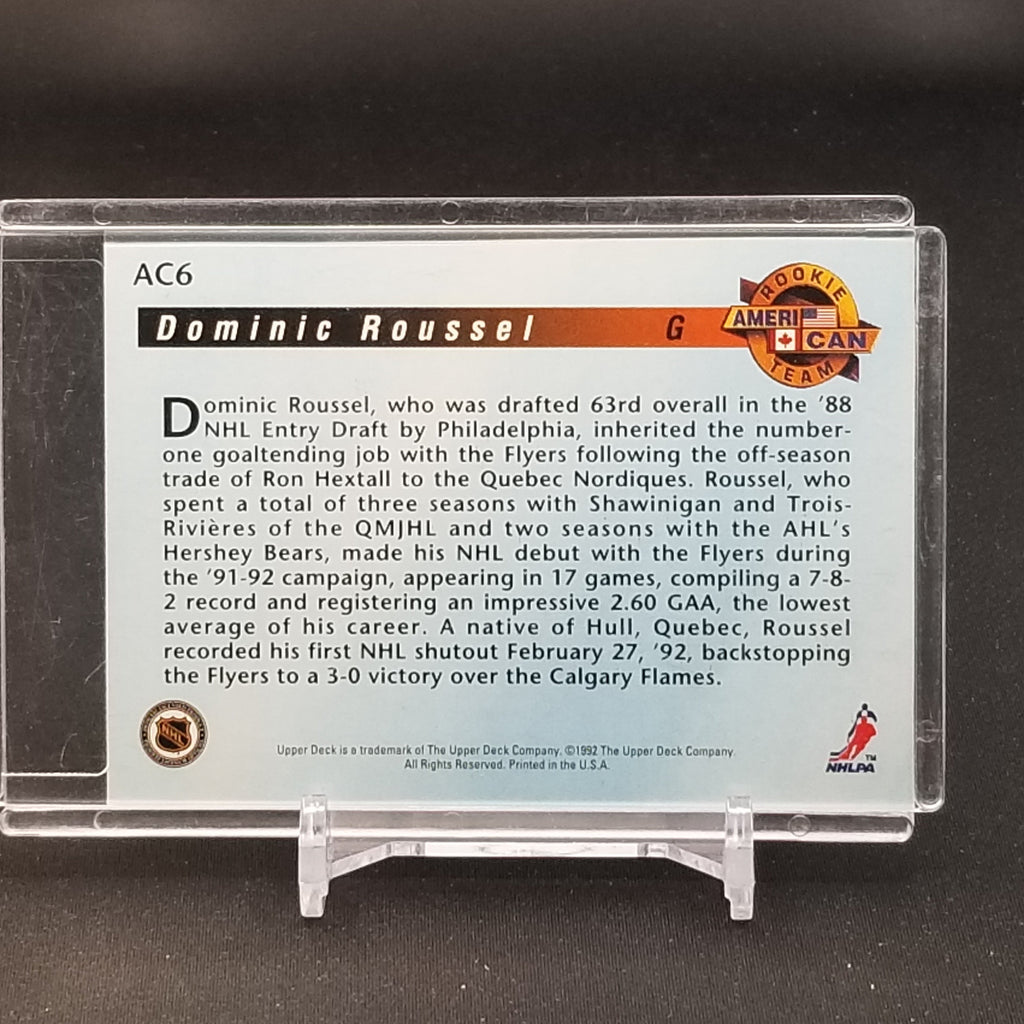 AC6
Dominic Roussel G
ROOKIE
AMERI
CAN
TEAM
Dominic Roussel, who was drafted 63rd overall in the '88
NHL Entry Draft by Philadelphia, inherited the number-
one goaltending job with the Flyers following the off-season
trade of Ron Hextall to the Quebec Nordiques. Roussel, who
spent a total of three seasons with Shawinigan and Trois-
Rivières of the QMJHL and two seasons with the AHL's
Hershey Bears, made his NHL debut with the Flyers during
the '91-92 campaign, appearing in 17 games, compiling a 7-8-
2 record and registering an impressive 2.60 GAA, the lowest
average of his career. A native of Hull, Quebec, Roussel
recorded his first NHL shutout February 27, '92, backstopping
the Flyers to a 3-0 victory over the Calgary Flames.
NHL
Upper Deck is a trademark of The Upper Deck Company. ©1992 The Upper Deck Company.
All Rights Reserved. Printed in the U.S.A.
TM
NHLPA